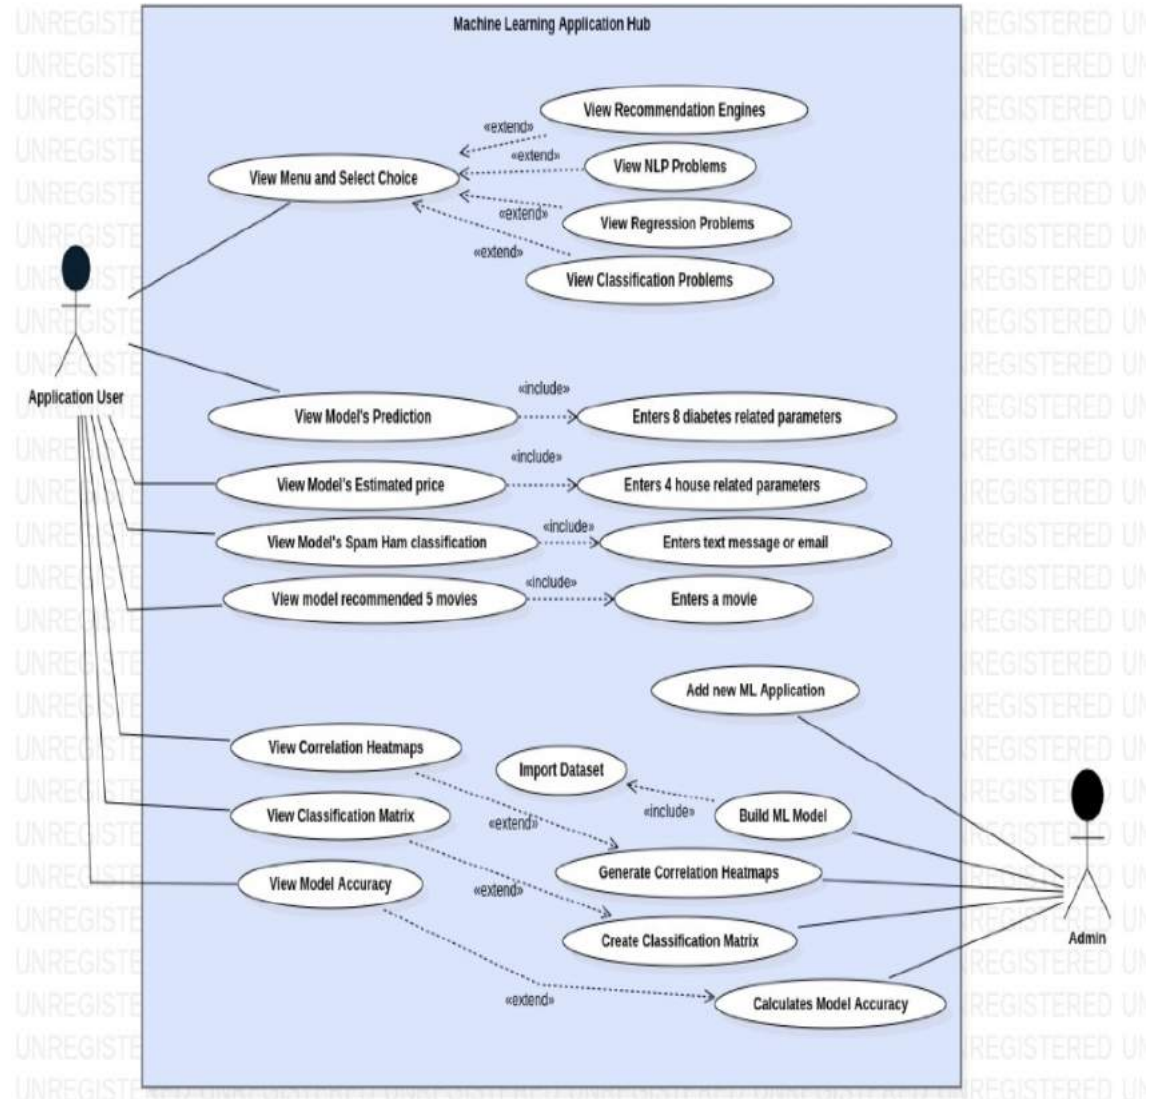 Machine Learning Application Hub
View Recommendation Engines
«extend»
«extend»
View NLP Problems
View Menu and Select Choice
«extend»
View Regression Problems
«extend»
View Classification Problems
Application User
«include»
View Model's Prediction
Enters 8 diabetes related parameters
«include»
View Model's Estimated price
Enters 4 house related parameters
«include»
View Model's Spam Ham classification
Enters text message or email
«include»
View model recommended 5 movies
Enters a movie
Add new ML Application
View Correlation Heatmaps
Import Dataset
«include»
Build ML Model
View Classification Matrix
«extend»
Generate Correlation Heatmaps
View Model Accuracy
«extend»
Create Classification Matrix
Admin
«extend»
Calculates Model Accuracy
UNREGISTERED